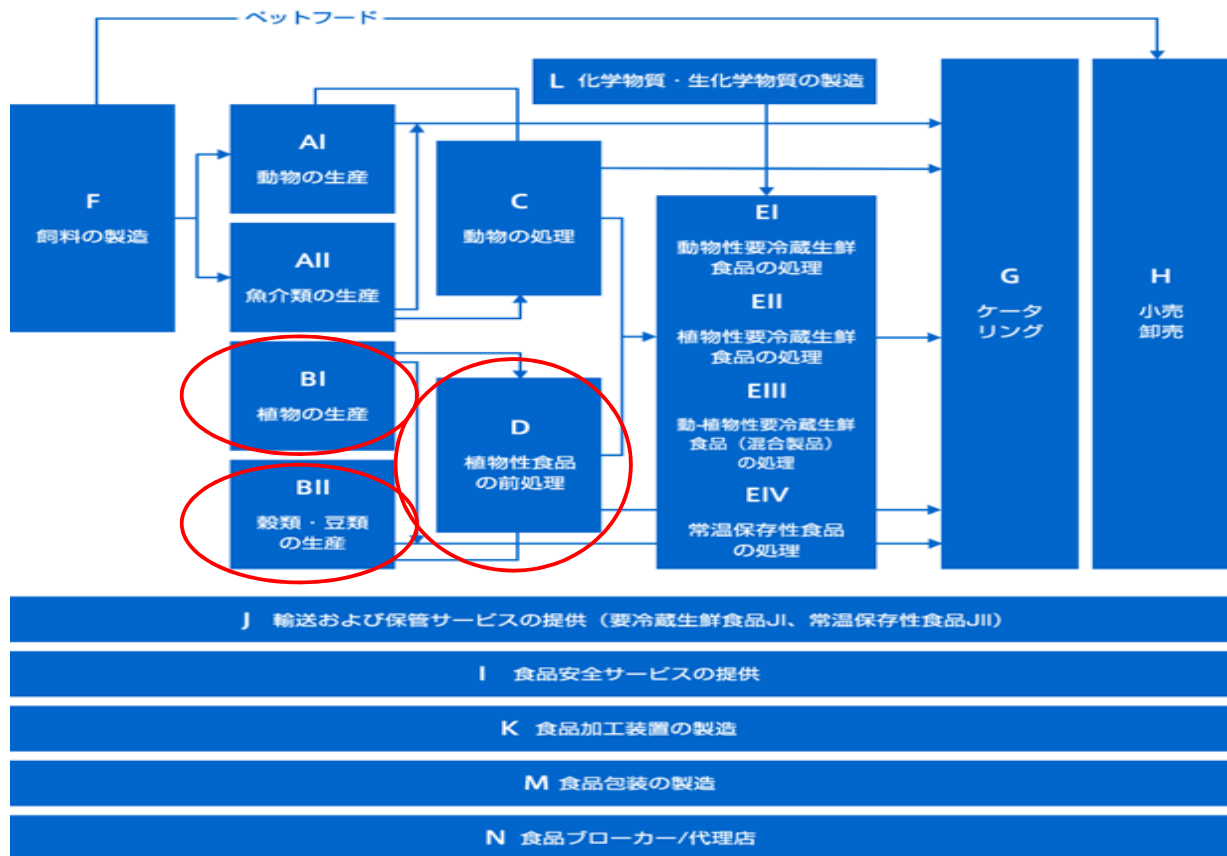 ペットフード
L 化学物質・生化学物質の製造
F
飼料の製造
AI
動物の生産
AII
魚介類の生産
BI
植物の生産
BII
穀類・豆類
の生産
C
動物の処理
D
植物性食品
の前処理
EI
動物性要冷蔵生鮮
食品の処理
EII
植物性要冷蔵生鮮
食品の処理
EIII
動-植物性要冷蔵生鮮
食品（混合製品）
の処理
EIV
常温保存性食品
の処理
G
ケータ
リング
H
小売
卸売
J 輸送および保管サービスの提供（要冷蔵生鮮食品JI、常温保存性食品JII）
I 食品安全サービスの提供
K 食品加工装置の製造
M 食品包装の製造
N 食品ブローカー/代理店